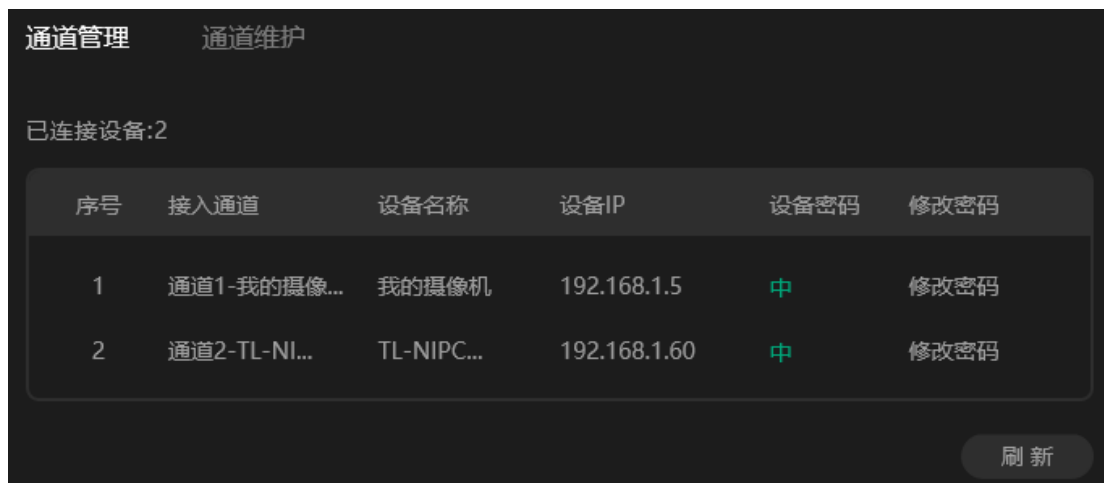 通道管理 通道维护
已连接设备:2
序号 接入通道 设备名称 设备IP 设备密码 修改密码
1 通道1-我的摄像... 我的摄像机 192.168.1.5 中 修改密码
2 通道2-TL-NI... TL-NIPC... 192.168.1.60 中 修改密码
刷新